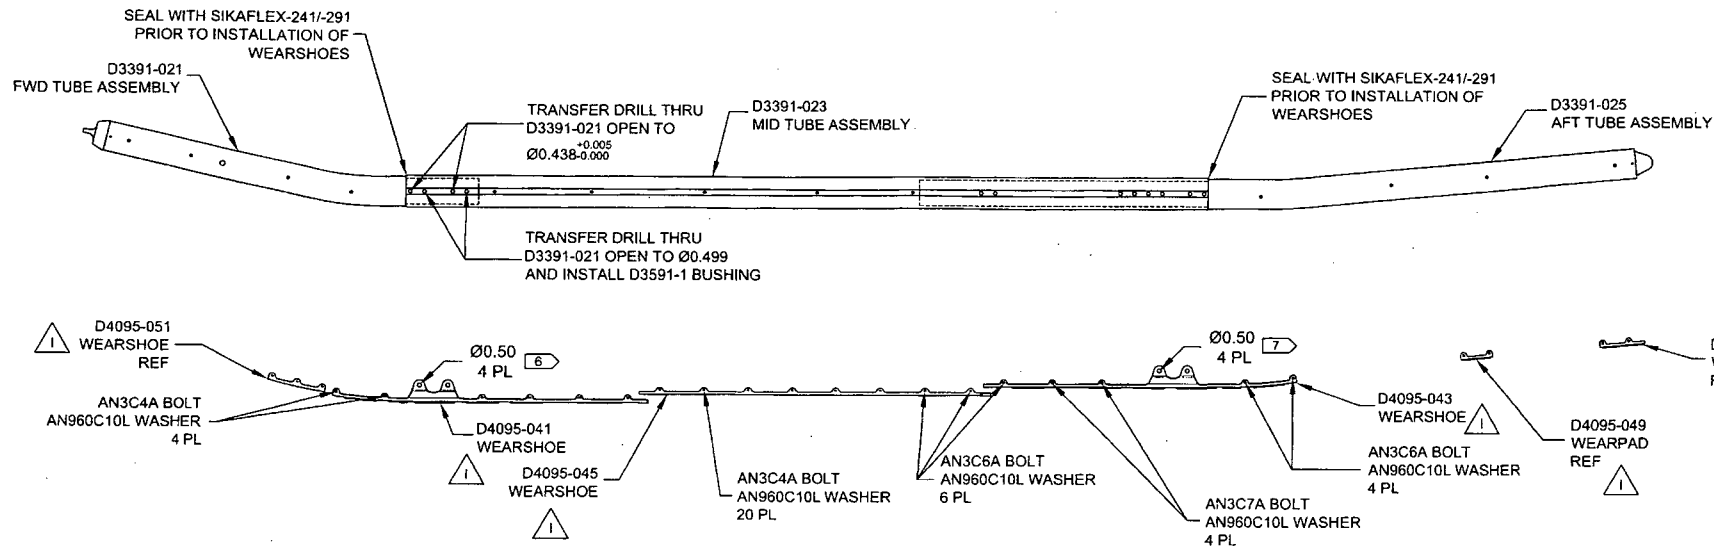 SEAL WITH SIKAFLEX-241/-291
PRIOR TO INSTALLATION OF
WEARSHOES
D3391-021
FWD TUBE ASSEMBLY
TRANSFER DRILL THRU
D3391-021 OPEN TO
Ø0.438 +0.005
-0.000
D3391-023
MID TUBE ASSEMBLY
SEAL WITH SIKAFLEX-241/-291
PRIOR TO INSTALLATION OF
WEARSHOES
D3391-025
AFT TUBE ASSEMBLY
TRANSFER DRILL THRU
D3391-021 OPEN TO Ø0.499
AND INSTALL D3591-1 BUSHING
1
D4095-051
WEARSHOE
REF
Ø0.50
4 PL
6
Ø0.50
4 PL
7
AN3C4A BOLT
AN960C10L WASHER
4 PL
D4095-041
WEARSHOE
1
D4095-045
WEARSHOE
1
AN3C4A BOLT
AN960C10L WASHER
20 PL
AN3C6A BOLT
AN960C10L WASHER
6 PL
AN3C7A BOLT
AN960C10L WASHER
4 PL
D4095-043
WEARSHOE
1
AN3C6A BOLT
AN960C10L WASHER
4 PL
D4095-049
WEARPAD
REF
1